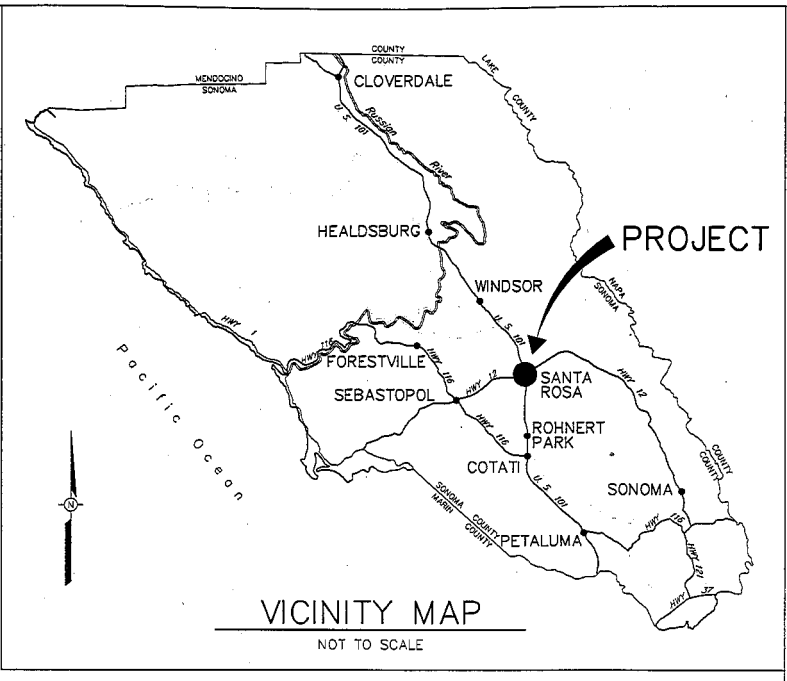 COUNTY
COUNTY
LAKE
COUNTY
MENDOCINO
SONOMA
CLOVERDALE
U. S. 101
Russian
River
HEALDSBURG
PROJECT
WINDSOR
NAPA
SONOMA
HWY 1
U. S. 101
HWY 116
FORESTVILLE
HWY 116
HWY 12
HWY 12
SANTA
ROSA
SEBASTOPOL
Pacific Ocean
ROHNERT
PARK
HWY 116
COTATI
COUNTY
COUNTY
SONOMA
N
SONOMA
MARIN
COUNTY
COUNTY
U. S. 101
PETALUMA
HWY 116
HWY 121
HWY 37
VICINITY MAP
NOT TO SCALE